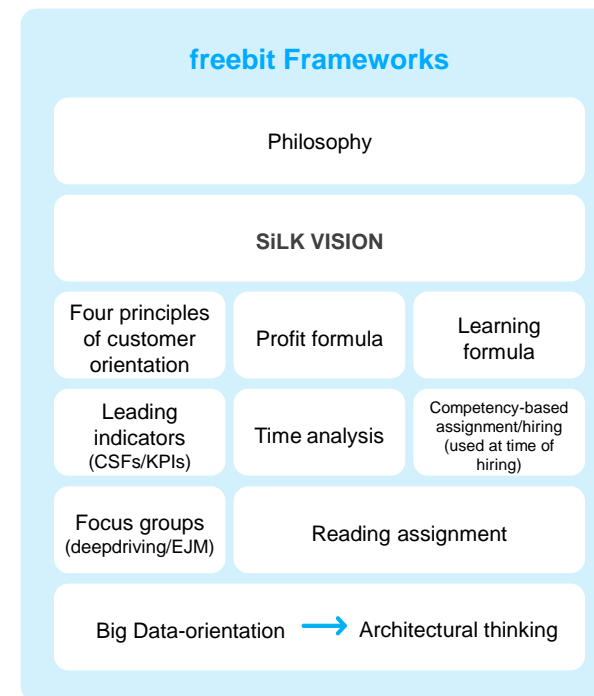 freebit Frameworks
Philosophy
SiLK VISION
Four principles
of customer
orientation
Profit formula
Learning
formula
Leading
indicators
(CSFs/KPIs)
Time analysis
Competency-based
assignment/hiring
(used at time of
hiring)
Focus groups
(deepdriving/EJM)
Reading assignment
Big Data-orientation → Architectural thinking